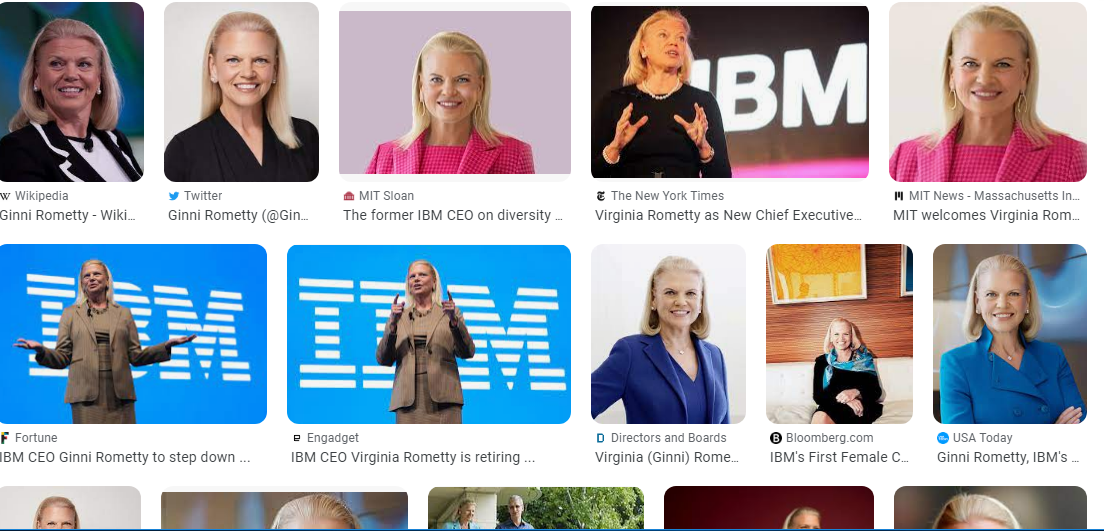 IBM
Wikipedia
Ginni Rometty - Wiki...
Twitter
Ginni Rometty (@Gin...
MIT Sloan
The former IBM CEO on diversity ...
The New York Times
Virginia Rometty as New Chief Executive...
MIT News - Massachusetts In...
MIT welcomes Virginia Rom...
IBM
IBM
Fortune
IBM CEO Ginni Rometty to step down ...
Engadget
IBM CEO Virginia Rometty is retiring ...
Directors and Boards
Virginia (Ginni) Rome...
Bloomberg.com
IBM's First Female C...
USA Today
Ginni Rometty, IBM's ...